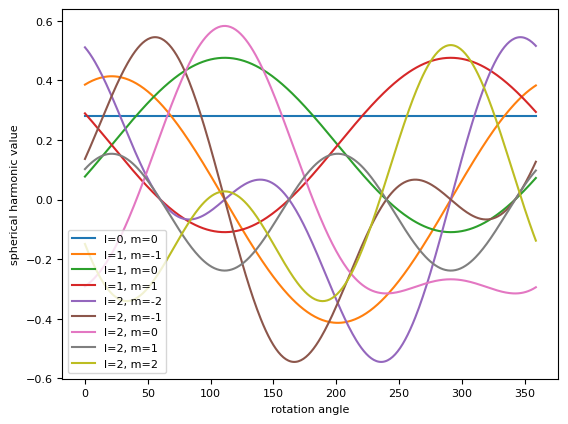 0.6
0.4
0.2
0.0
−0.2
−0.4
−0.6
spherical harmonic value
l=0, m=0
l=1, m=-1
l=1, m=0
l=1, m=1
l=2, m=-2
l=2, m=-1
l=2, m=0
l=2, m=1
l=2, m=2
0 50 100 150 200 250 300 350
rotation angle